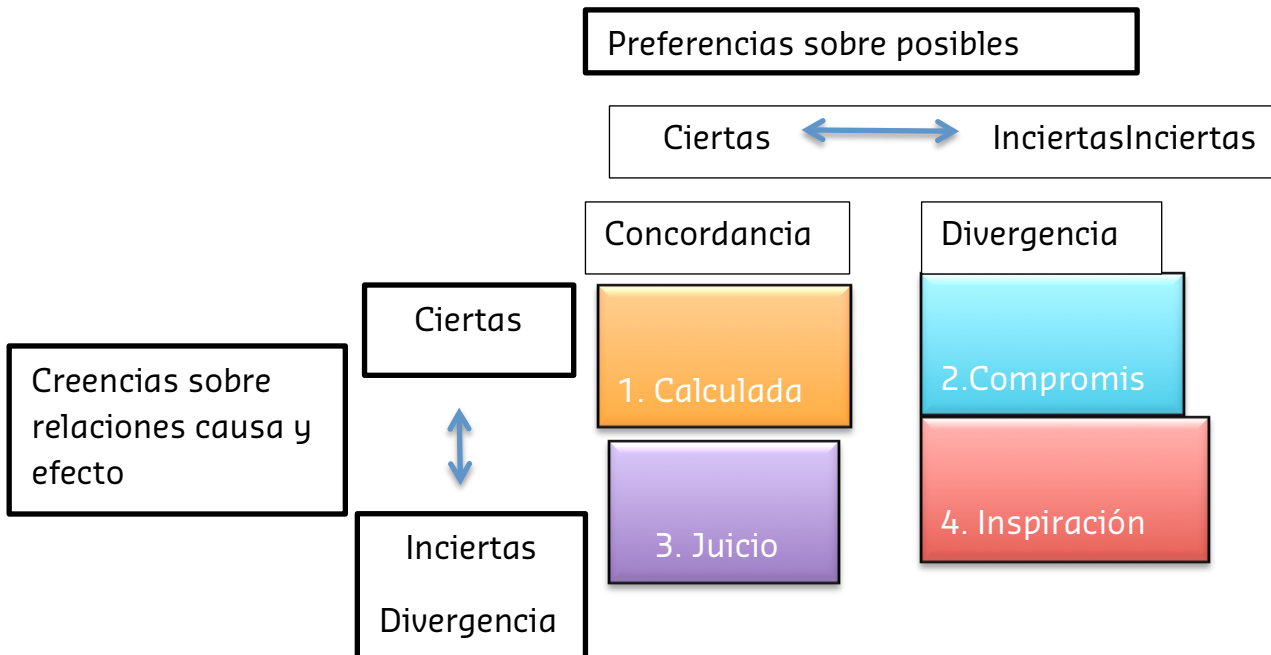 Preferencias sobre posibles
Ciertas
InciertasInciertas
Concordancia
Divergencia
Ciertas
1. Calculada
2.Compromis
Creencias sobre
relaciones causa y
efecto
3. Juicio
4. Inspiración
Inciertas
Divergencia